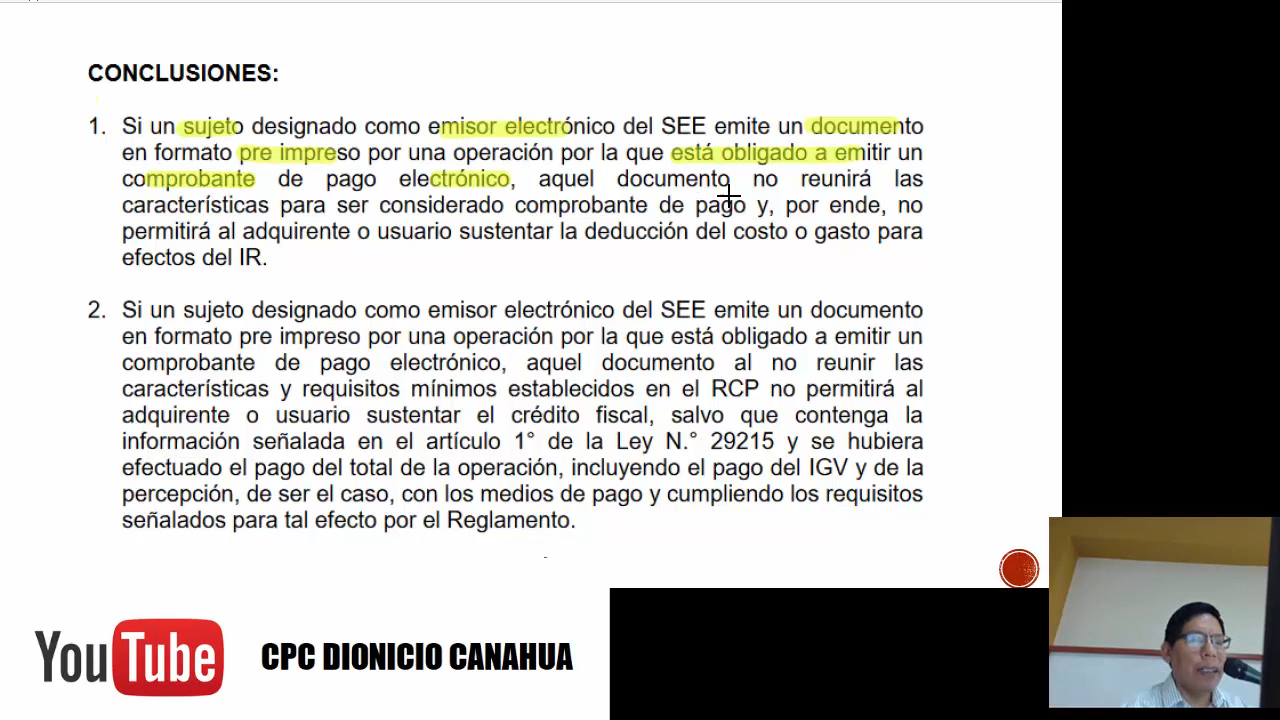 CONCLUSIONES:
1. Si un sujeto designado como emisor electrónico del SEE emite un documento
en formato pre impreso por una operación por la que está obligado a emitir un
comprobante de pago electrónico, aquel documento no reunirá las
características para ser considerado comprobante de pago y, por ende, no
permitirá al adquirente o usuario sustentar la deducción del costo o gasto para
efectos del IR.
2. Si un sujeto designado como emisor electrónico del SEE emite un documento
en formato pre impreso por una operación por la que está obligado a emitir un
comprobante de pago electrónico, aquel documento al no reunir las
características y requisitos mínimos establecidos en el RCP no permitirá al
adquirente o usuario sustentar el crédito fiscal, salvo que contenga la
información señalada en el artículo 1° de la Ley N.° 29215 y se hubiera
efectuado el pago del total de la operación, incluyendo el pago del IGV y de la
percepción, de ser el caso, con los medios de pago y cumpliendo los requisitos
señalados para tal efecto por el Reglamento.
YouTube CPC DIONICIO CANAHUA